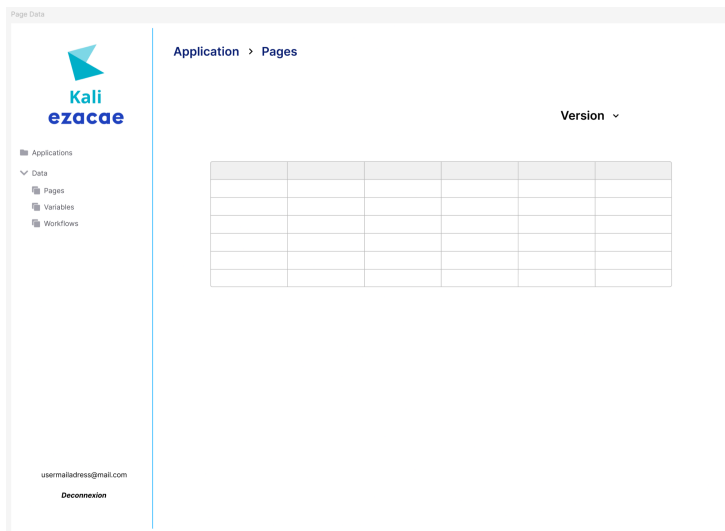 Page Data
Kali
ezacae
Applications
Data
Pages
Variables
Workflows
usermailadress@mail.com
Deconnexion
Application > Pages
Version